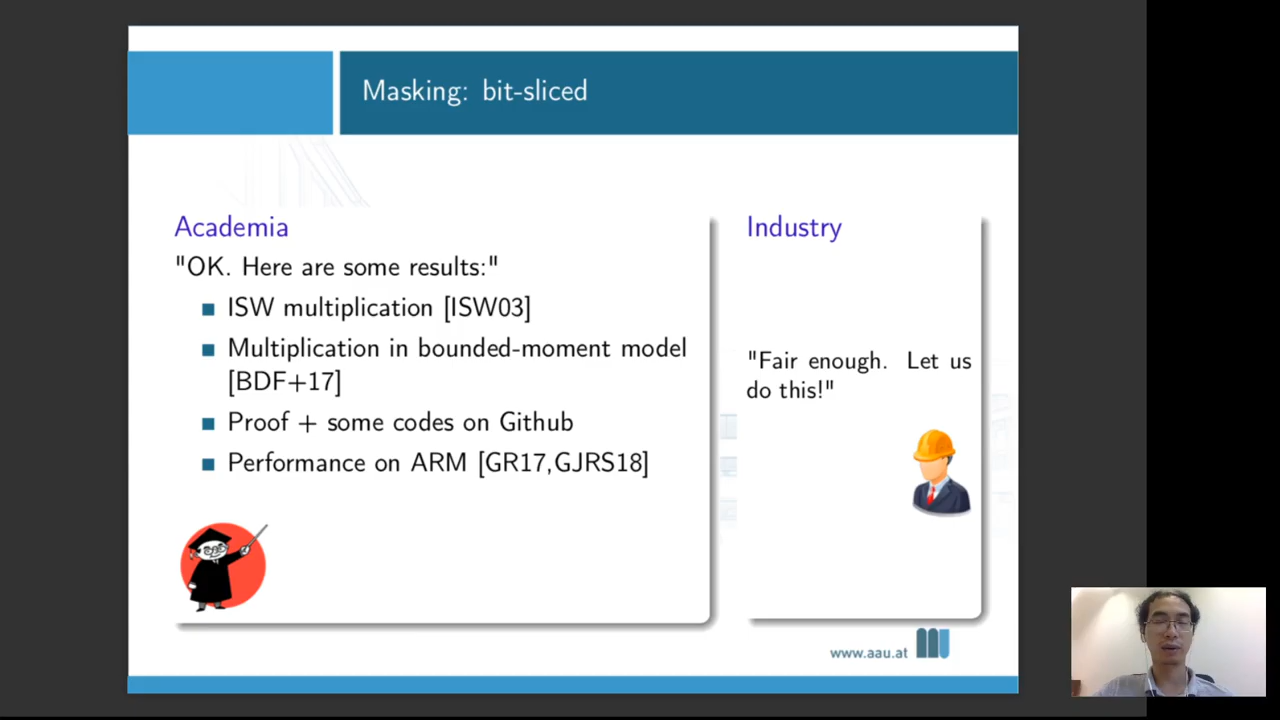 Masking: bit-sliced
Academia
"OK. Here are some results:"
ISW multiplication [ISW03]
Multiplication in bounded-moment model
[BDF+17]
Proof + some codes on Github
Performance on ARM [GR17,GJRS18]
Industry
"Fair enough. Let us
do this!"
www.aau.at